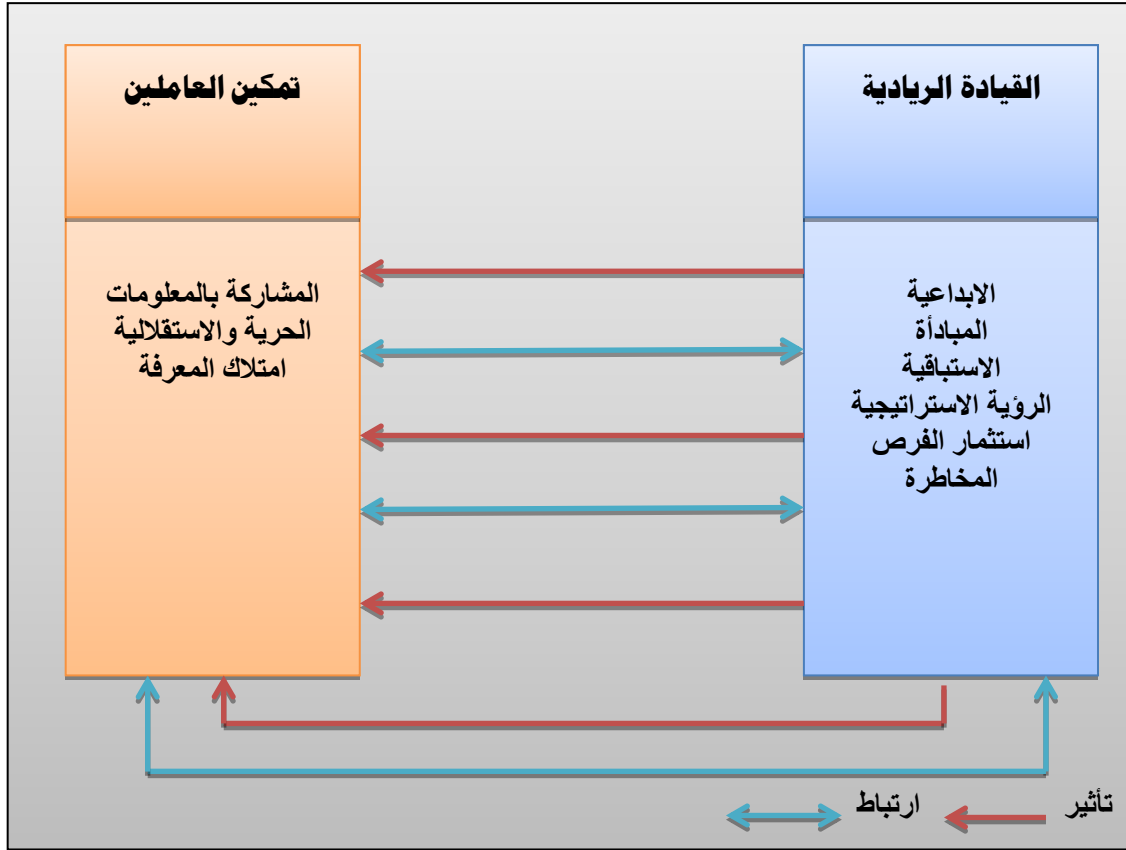 القيادة الريادية
الابداعية
المبادأة
الاستباقية
الرؤية الاستراتيجية
استثمار الفرص
المخاطرة
تمكين العاملين
المشاركة بالمعلومات
الحرية والاستقلالية
امتلاك المعرفة
تأثير
ارتباط